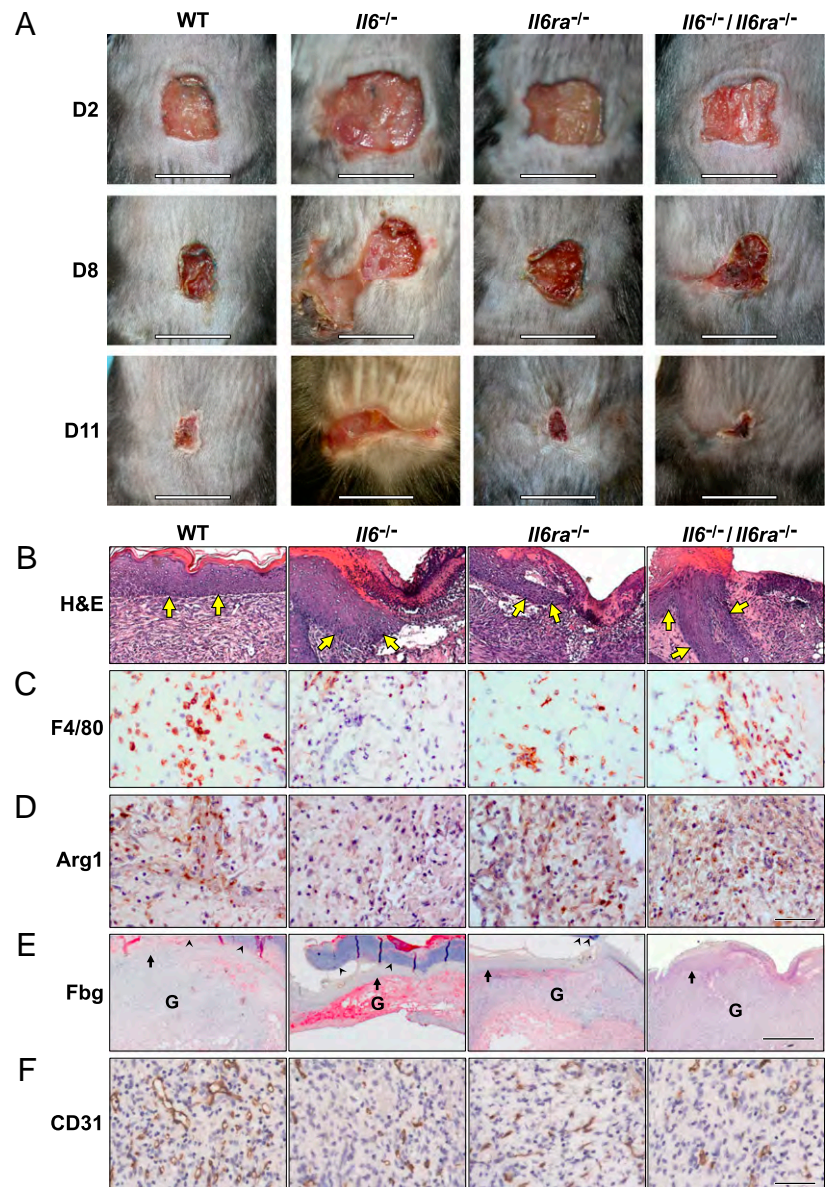 A
WT Il6-/- Il6ra-/- Il6-/- / Il6ra-/-
D2
D8
D11
WT Il6-/- Il6ra-/- Il6-/- / Il6ra-/-
B
H&E
C
F4/80
D
Arg1
E
Fbg
G G G G
F
CD31